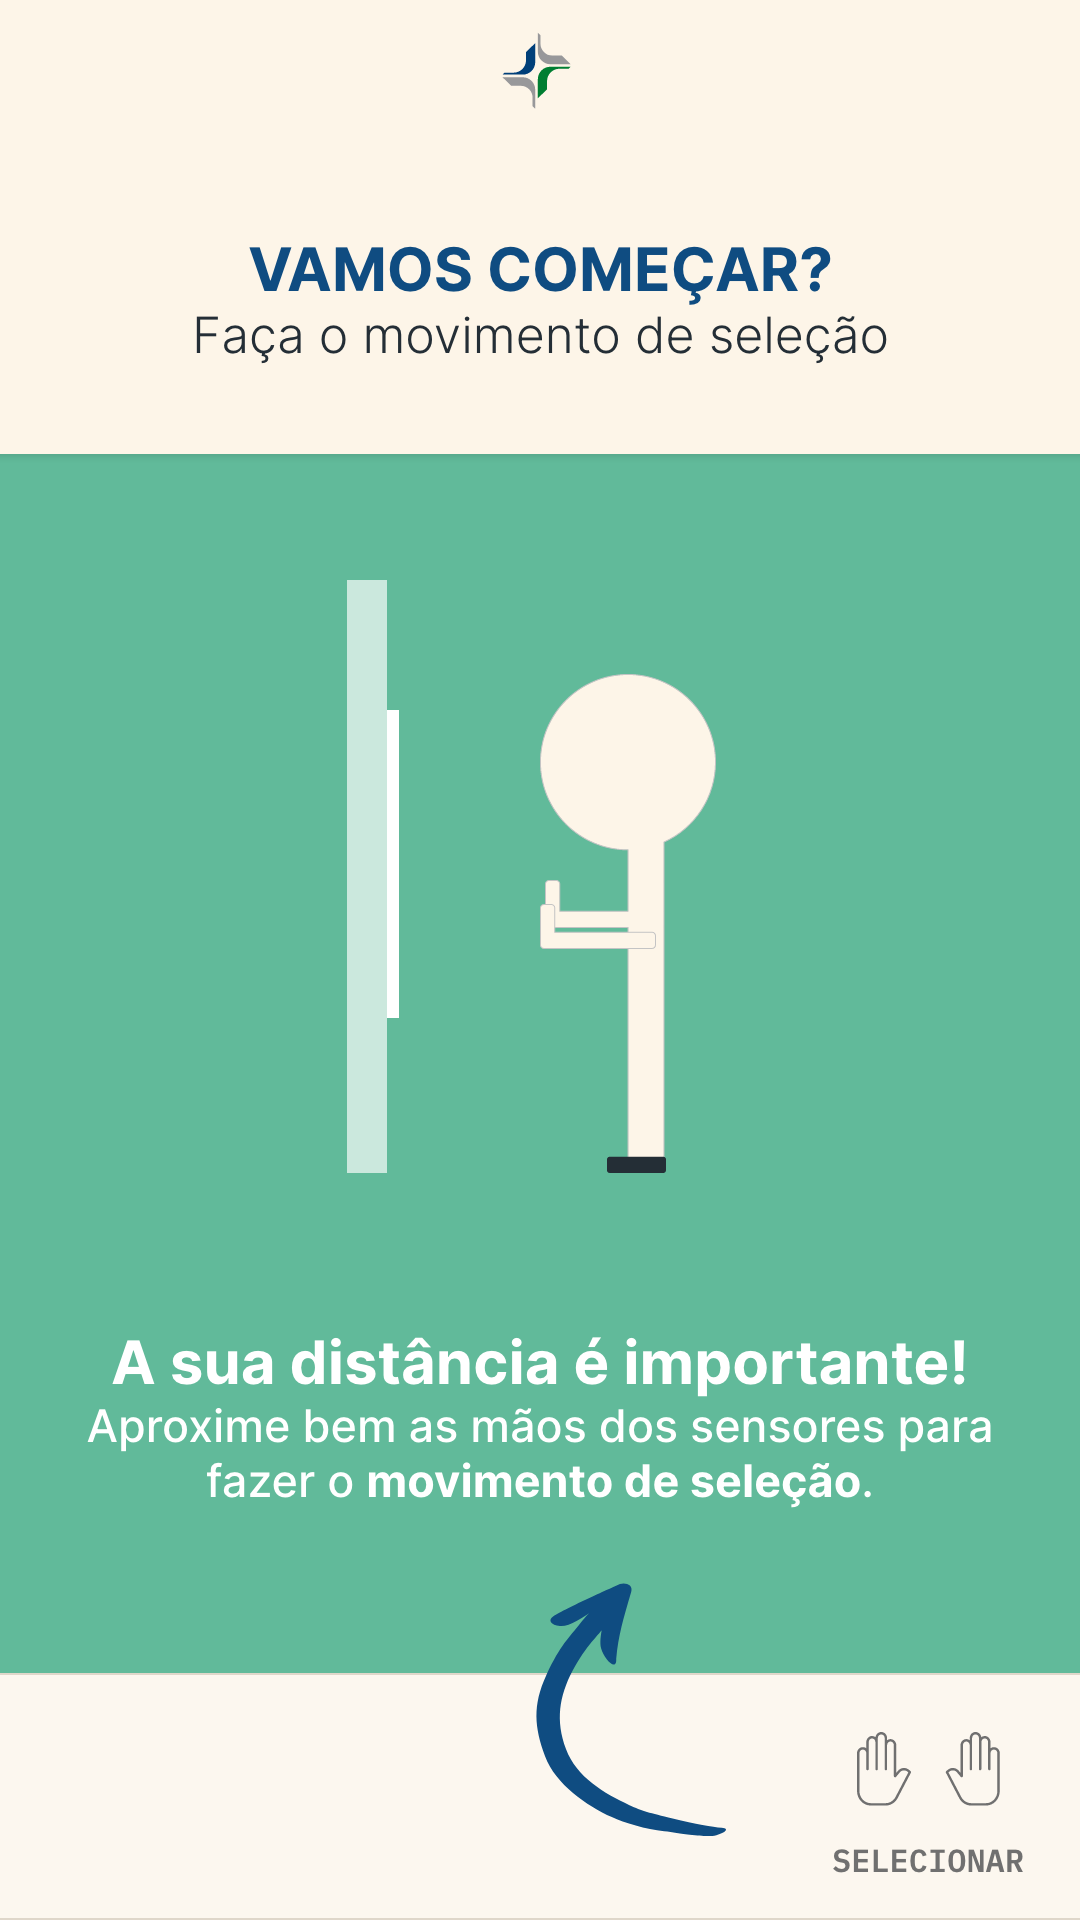 VAMOS COMEÇAR?
Faça o movimento de seleção
A sua distância é importante!
Aproxime bem as mãos dos sensores para
fazer o movimento de seleção.
SELECIONAR